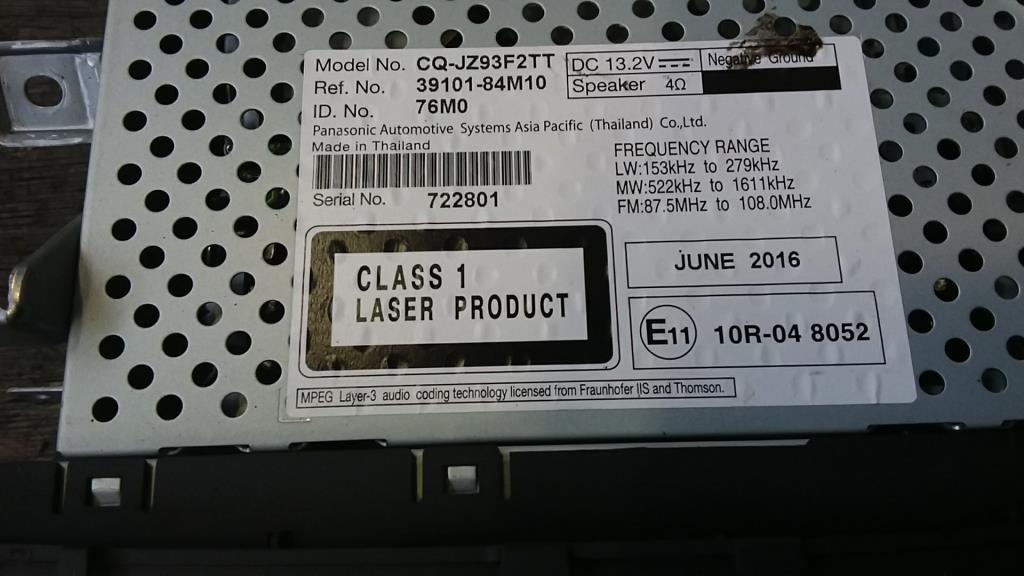 Model No. CQ-JZ93F2TT
Ref. No. 39101-84M10
ID. No. 76M0
DC 13.2V⎓ Negative Ground
Speaker 4Ω
Panasonic Automotive Systems Asia Pacific (Thailand) Co.,Ltd.
Made in Thailand
Serial No. 722801
FREQUENCY RANGE
LW:153kHz to 279kHz
MW:522kHz to 1611kHz
FM:87.5MHz to 108.0MHz
CLASS 1
LASER PRODUCT
JUNE 2016
E11 10R-04 8052
MPEG Layer-3 audio coding technology licensed from Fraunhofer IIS and Thomson.